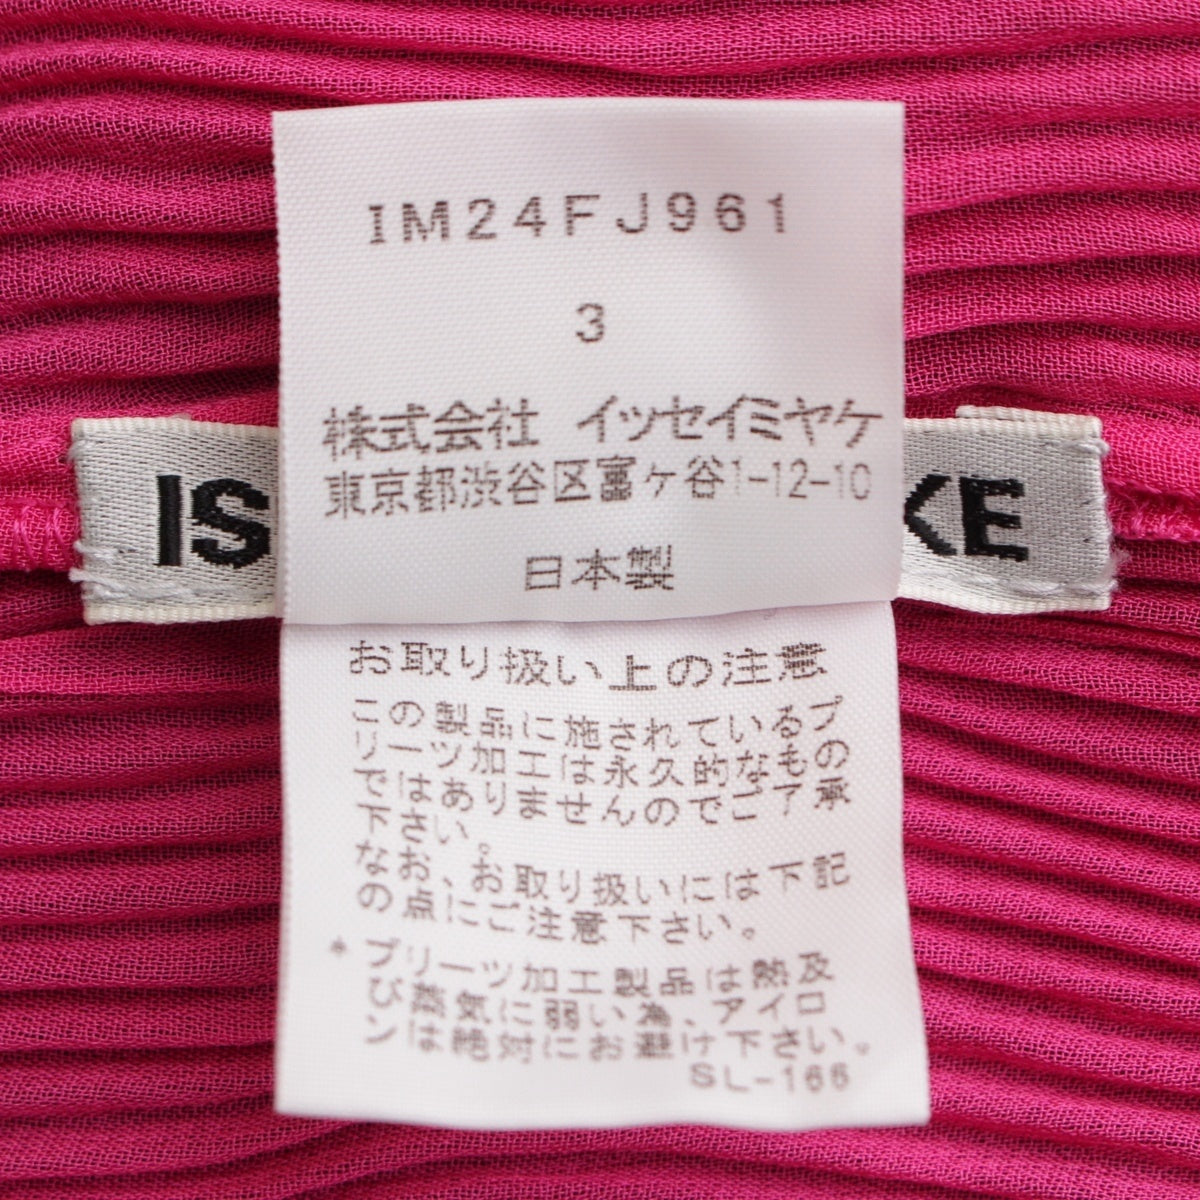 IM24FJ961
3
株式会社 イッセイミヤケ
東京都渋谷区富ヶ谷1-12-10
IS KE
日本製
お取り扱い上の注意
この製品に施されているプ
リーツ加工は永久的なもの
ではありませんのでご了承
下さい。
なお、お取り扱いには下記
の点にご注意下さい。
* プリーツ加工製品は熱及
び蒸気に弱い為、アイロ
ンは絶対にお避け下さい。
SL-166